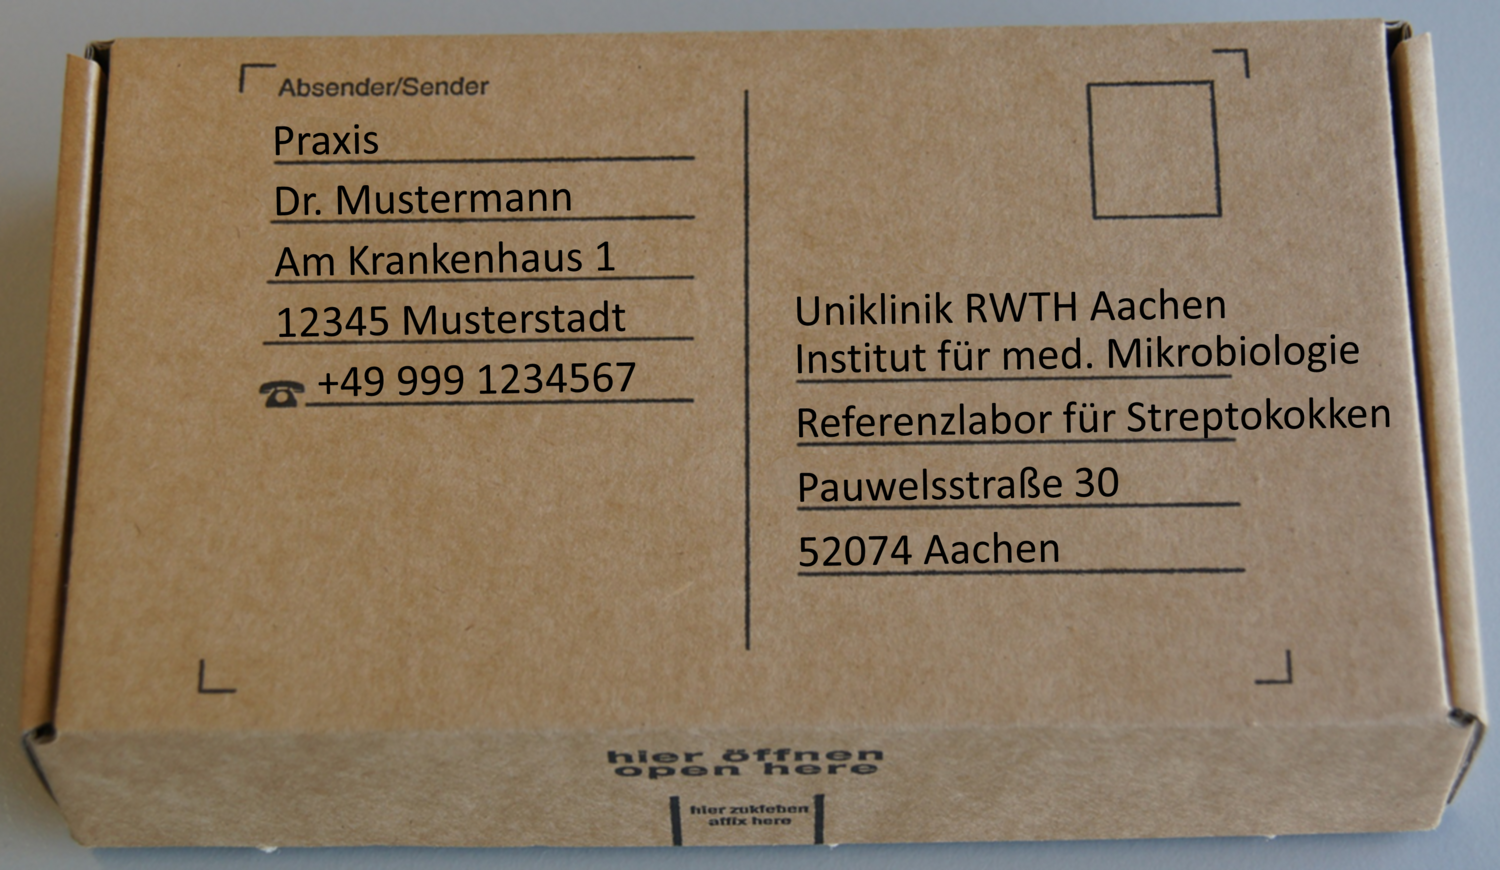 Absender/Sender
Praxis
Dr. Mustermann
Am Krankenhaus 1
12345 Musterstadt
+49 999 1234567
Uniklinik RWTH Aachen
Institut für med. Mikrobiologie
Referenzlabor für Streptokokken
Pauwelsstraße 30
52074 Aachen
hier öffnen
open here
hier zukleben
affix here